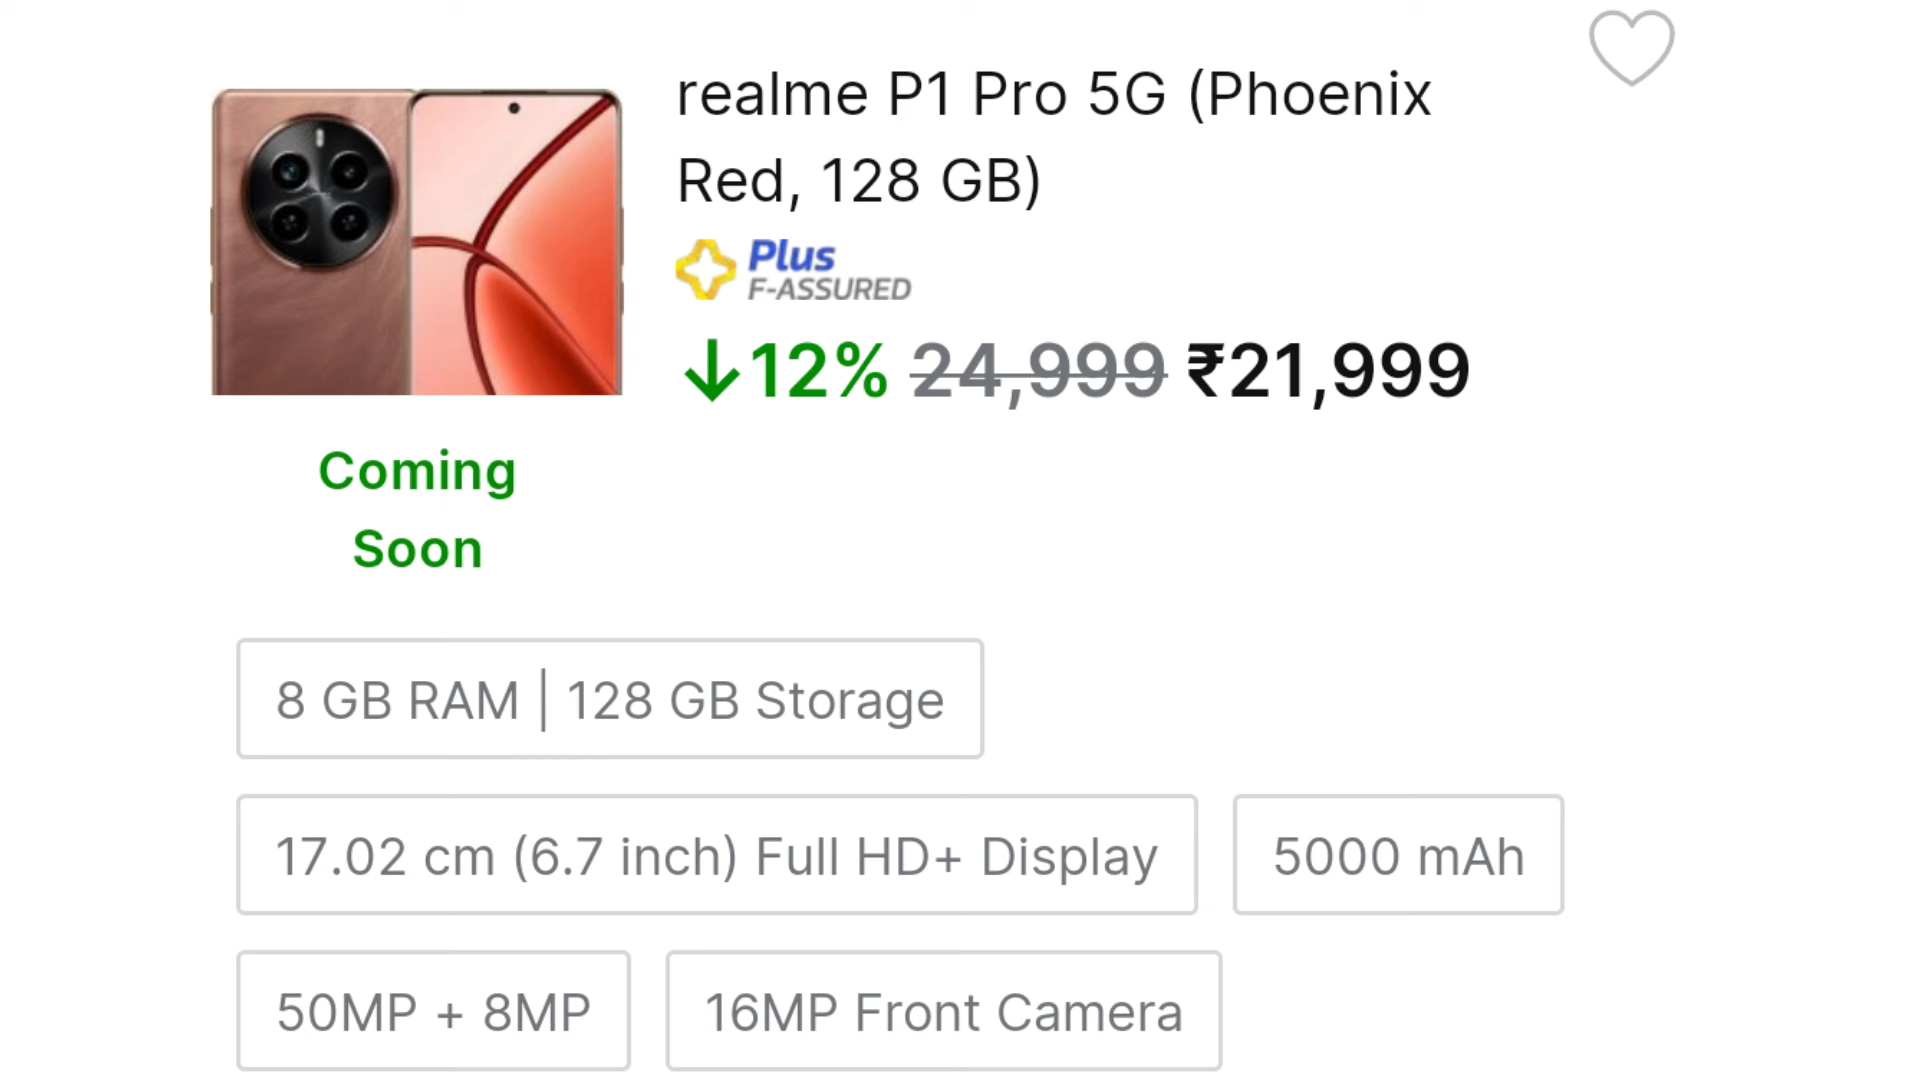 realme P1 Pro 5G (Phoenix
Red, 128 GB)
Plus
F-ASSURED
↓12% 24,999 ₹21,999
Coming
Soon
8 GB RAM | 128 GB Storage
17.02 cm (6.7 inch) Full HD+ Display
5000 mAh
50MP + 8MP
16MP Front Camera